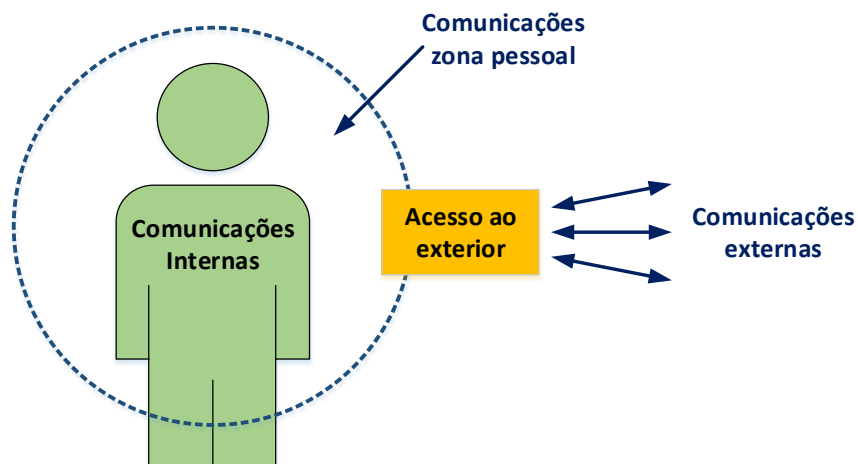 Comunicações
zona pessoal
Comunicações
Internas
Acesso ao
exterior
Comunicações
externas